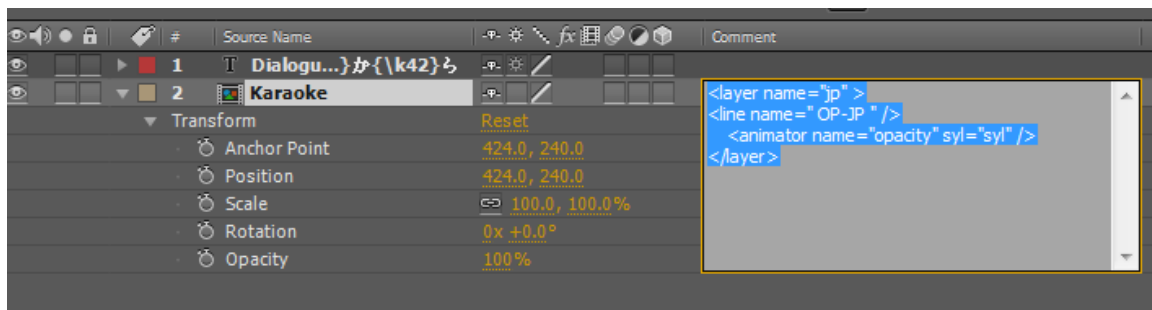 # Source Name fx Comment
1 T Dialogu...}か{\k42}ら
2 Karaoke
<layer name="jp" >
<line name=" OP-JP " />
<animator name="opacity" syl="syl" />
</layer>
Transform Reset
Anchor Point 424.0, 240.0
Position 424.0, 240.0
Scale 100.0, 100.0%
Rotation 0x +0.0°
Opacity 100%